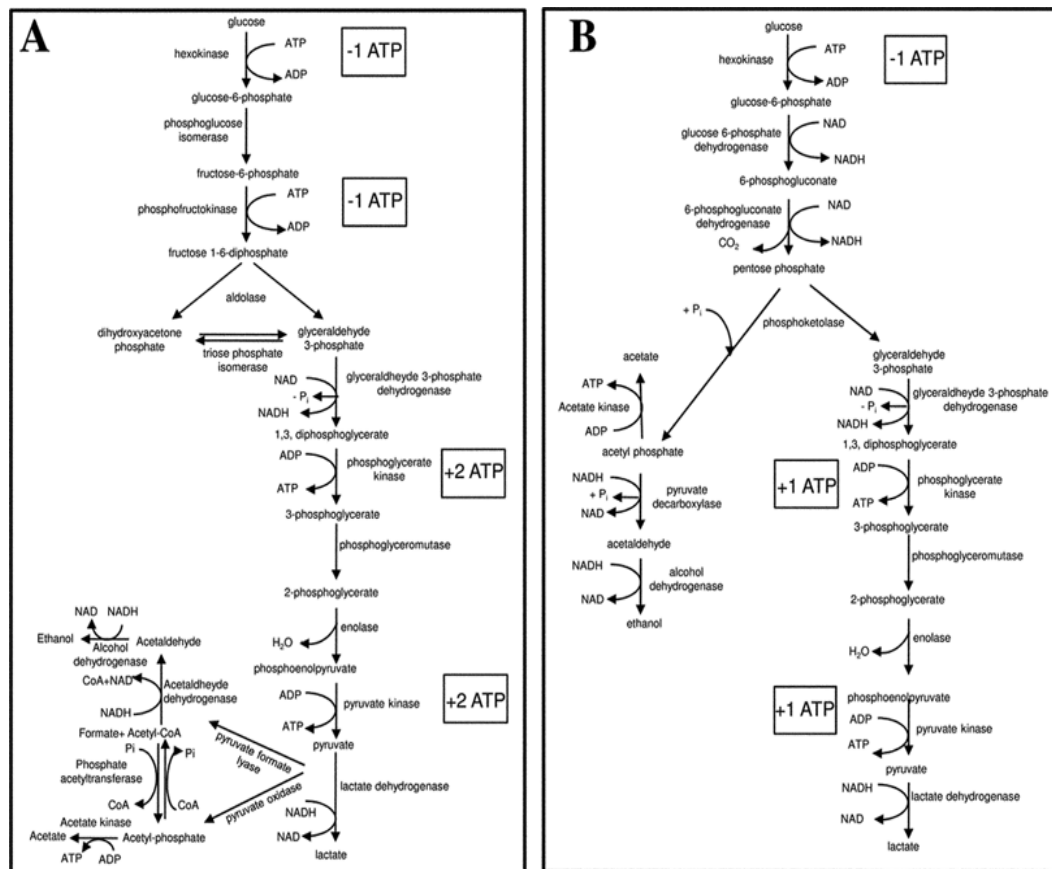 A
glucose
hexokinase
ATP
ADP
-1 ATP
glucose-6-phosphate
phosphoglucose
isomerase
fructose-6-phosphate
phosphofructokinase
ATP
ADP
-1 ATP
fructose 1-6-diphosphate
aldolase
dihydroxyacetone
phosphate
triose phosphate
isomerase
glyceraldehyde
3-phosphate
NAD
- Pi
NADH
glyceraldheyde 3-phosphate
dehydrogenase
1,3, diphosphoglycerate
ADP
ATP
phosphoglycerate
kinase
+2 ATP
3-phosphoglycerate
phosphoglyceromutase
2-phosphoglycerate
enolase
H2O
phosphoenolpyruvate
ADP
ATP
pyruvate kinase
+2 ATP
pyruvate
lactate dehydrogenase
NADH
NAD
lactate
pyruvate formate
lyase
pyruvate oxidase
NAD
NADH
Ethanol
Alcohol
dehydrogenase
Acetaldehyde
CoA+NAD
NADH
Acetaldheyde
dehydrogenase
Formate+ Acetyl-CoA
Pi
Pi
Phosphate
acetyltransferase
CoA
CoA
Acetate kinase
Acetate
Acetyl-phosphate
ATP
ADP
B
glucose
hexokinase
ATP
ADP
-1 ATP
glucose-6-phosphate
glucose 6-phosphate
dehydrogenase
NAD
NADH
6-phosphogluconate
6-phosphogluconate
dehydrogenase
NAD
NADH
CO2
pentose phosphate
+ Pi
phosphoketolase
acetate
ATP
Acetate kinase
ADP
acetyl phosphate
NADH
+ Pi
NAD
pyruvate
decarboxylase
acetaldehyde
NADH
NAD
alcohol
dehydrogenase
ethanol
glyceraldehyde
3-phosphate
NAD
- Pi
NADH
glyceraldheyde 3-phosphate
dehydrogenase
1,3, diphosphoglycerate
+1 ATP
ADP
ATP
phosphoglycerate
kinase
3-phosphoglycerate
phosphoglyceromutase
2-phosphoglycerate
enolase
H2O
phosphoenolpyruvate
+1 ATP
ADP
ATP
pyruvate kinase
pyruvate
NADH
NAD
lactate dehydrogenase
lactate